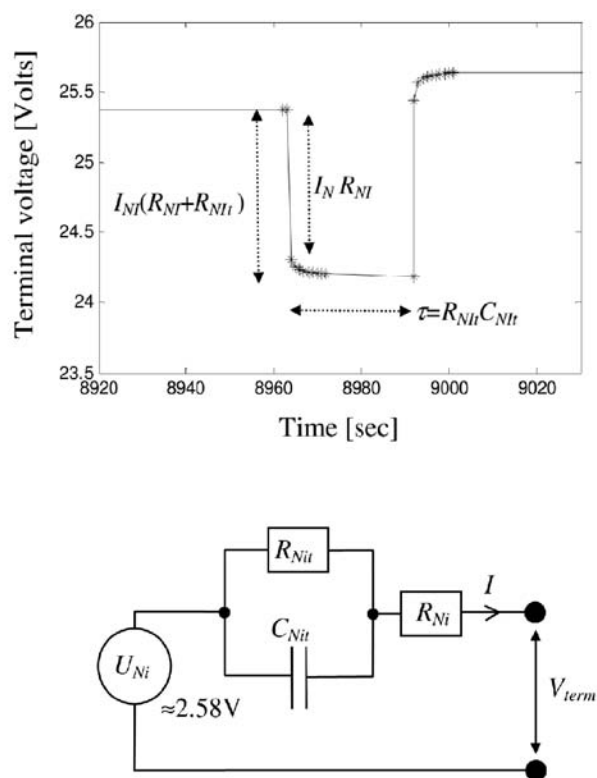 26
25.5
25
24.5
24
23.5
8920 8940 8960 8980 9000 9020
Terminal voltage [Volts]
Time [sec]
I_NI(R_NI+R_NIt)
I_N R_NI
τ=R_NIt C_NIt
R_Nit
C_Nit
R_Ni
I
U_Ni
≈2.58V
V_term